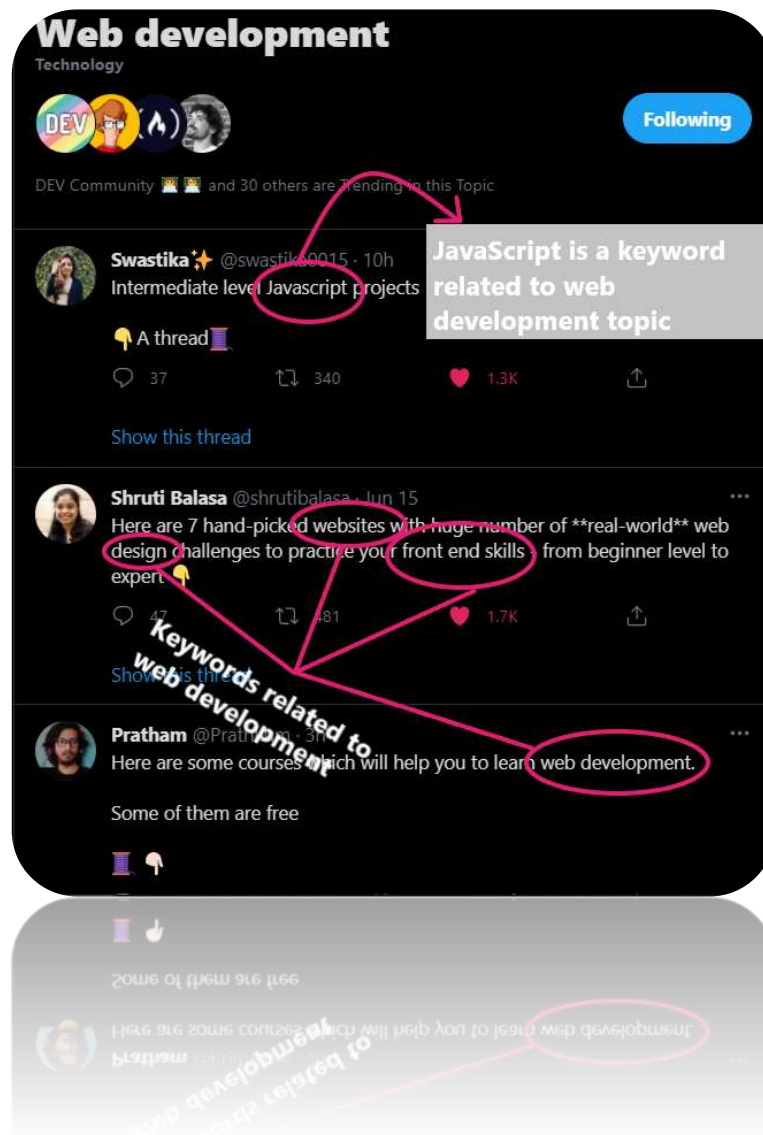 Web development
Technology
DEV
Following
DEV Community and 30 others are Trending in this Topic
Swastika✨ @swastika0015 · 10h
Intermediate level Javascript projects
JavaScript is a keyword
related to web
development topic
👇A thread🧵
37 340 1.3K
Show this thread
Shruti Balasa @shrutibalasa · Jun 15
Here are 7 hand-picked websites with huge number of **real-world** web
design challenges to practice your front end skills - from beginner level to
expert 👇
47 481 1.7K
Show this thread
Keywords related to
web development
Pratham · 3h
Here are some courses which will help you to learn web development.
Some of them are free
🧵 👇🏻